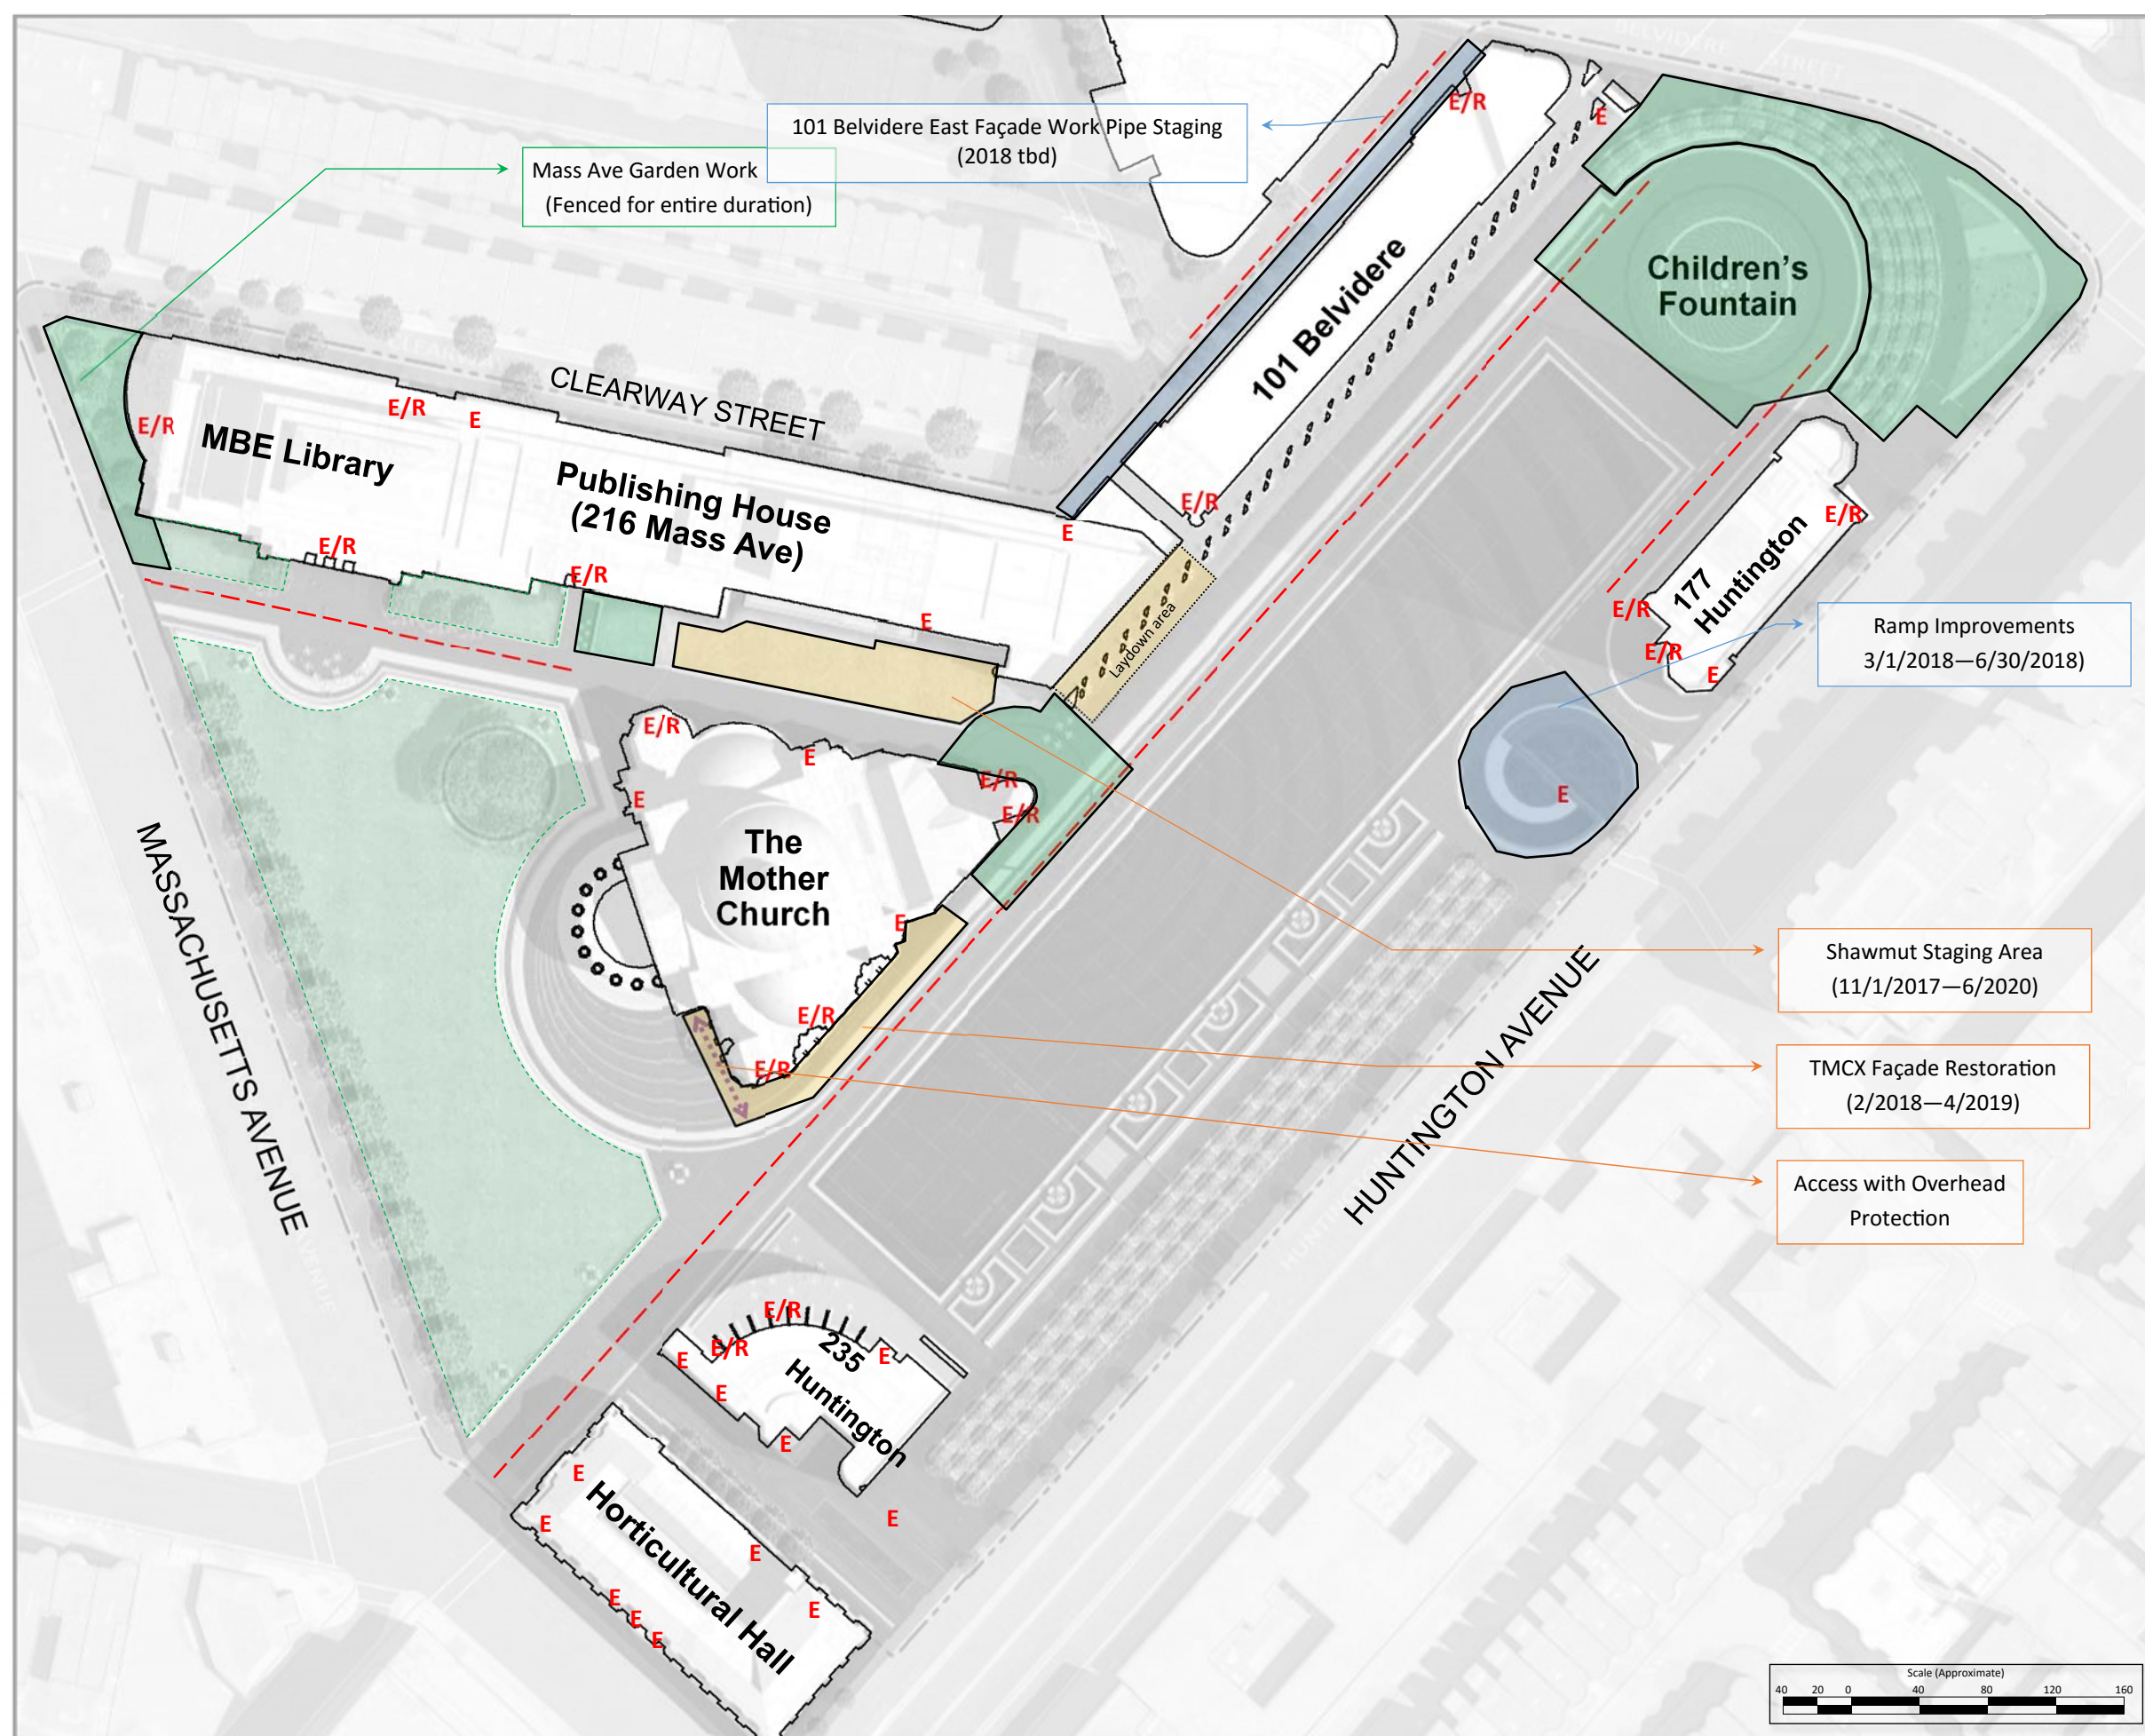 BELVIDERE
STREET
101 Belvidere East Façade Work Pipe Staging
(2018 tbd)
E/R
E
Mass Ave Garden Work
(Fenced for entire duration)
Children's
Fountain
101 Belvidere
CLEARWAY STREET
E/R
E/R
E
MBE Library
Publishing House
(216 Mass Ave)
E/R
E
E/R
E/R
E/R
177
Huntington
E/R
E/R
E
E
Laydown area
Ramp Improvements
3/1/2018—6/30/2018)
E/R
E
E
E/R
E/R
E
The
Mother
Church
E
E/R
E/R
MASSACHUSETTS AVENUE
HUNTINGTON AVENUE
Shawmut Staging Area
(11/1/2017—6/2020)
TMCX Façade Restoration
(2/2018—4/2019)
Access with Overhead
Protection
AVENUE
E/R
E/R
E
E
E
E
235
Huntington
E
E
E
E
E
E
E
E
Horticultural Hall
Scale (Approximate)
40 20 0 40 80 120 160